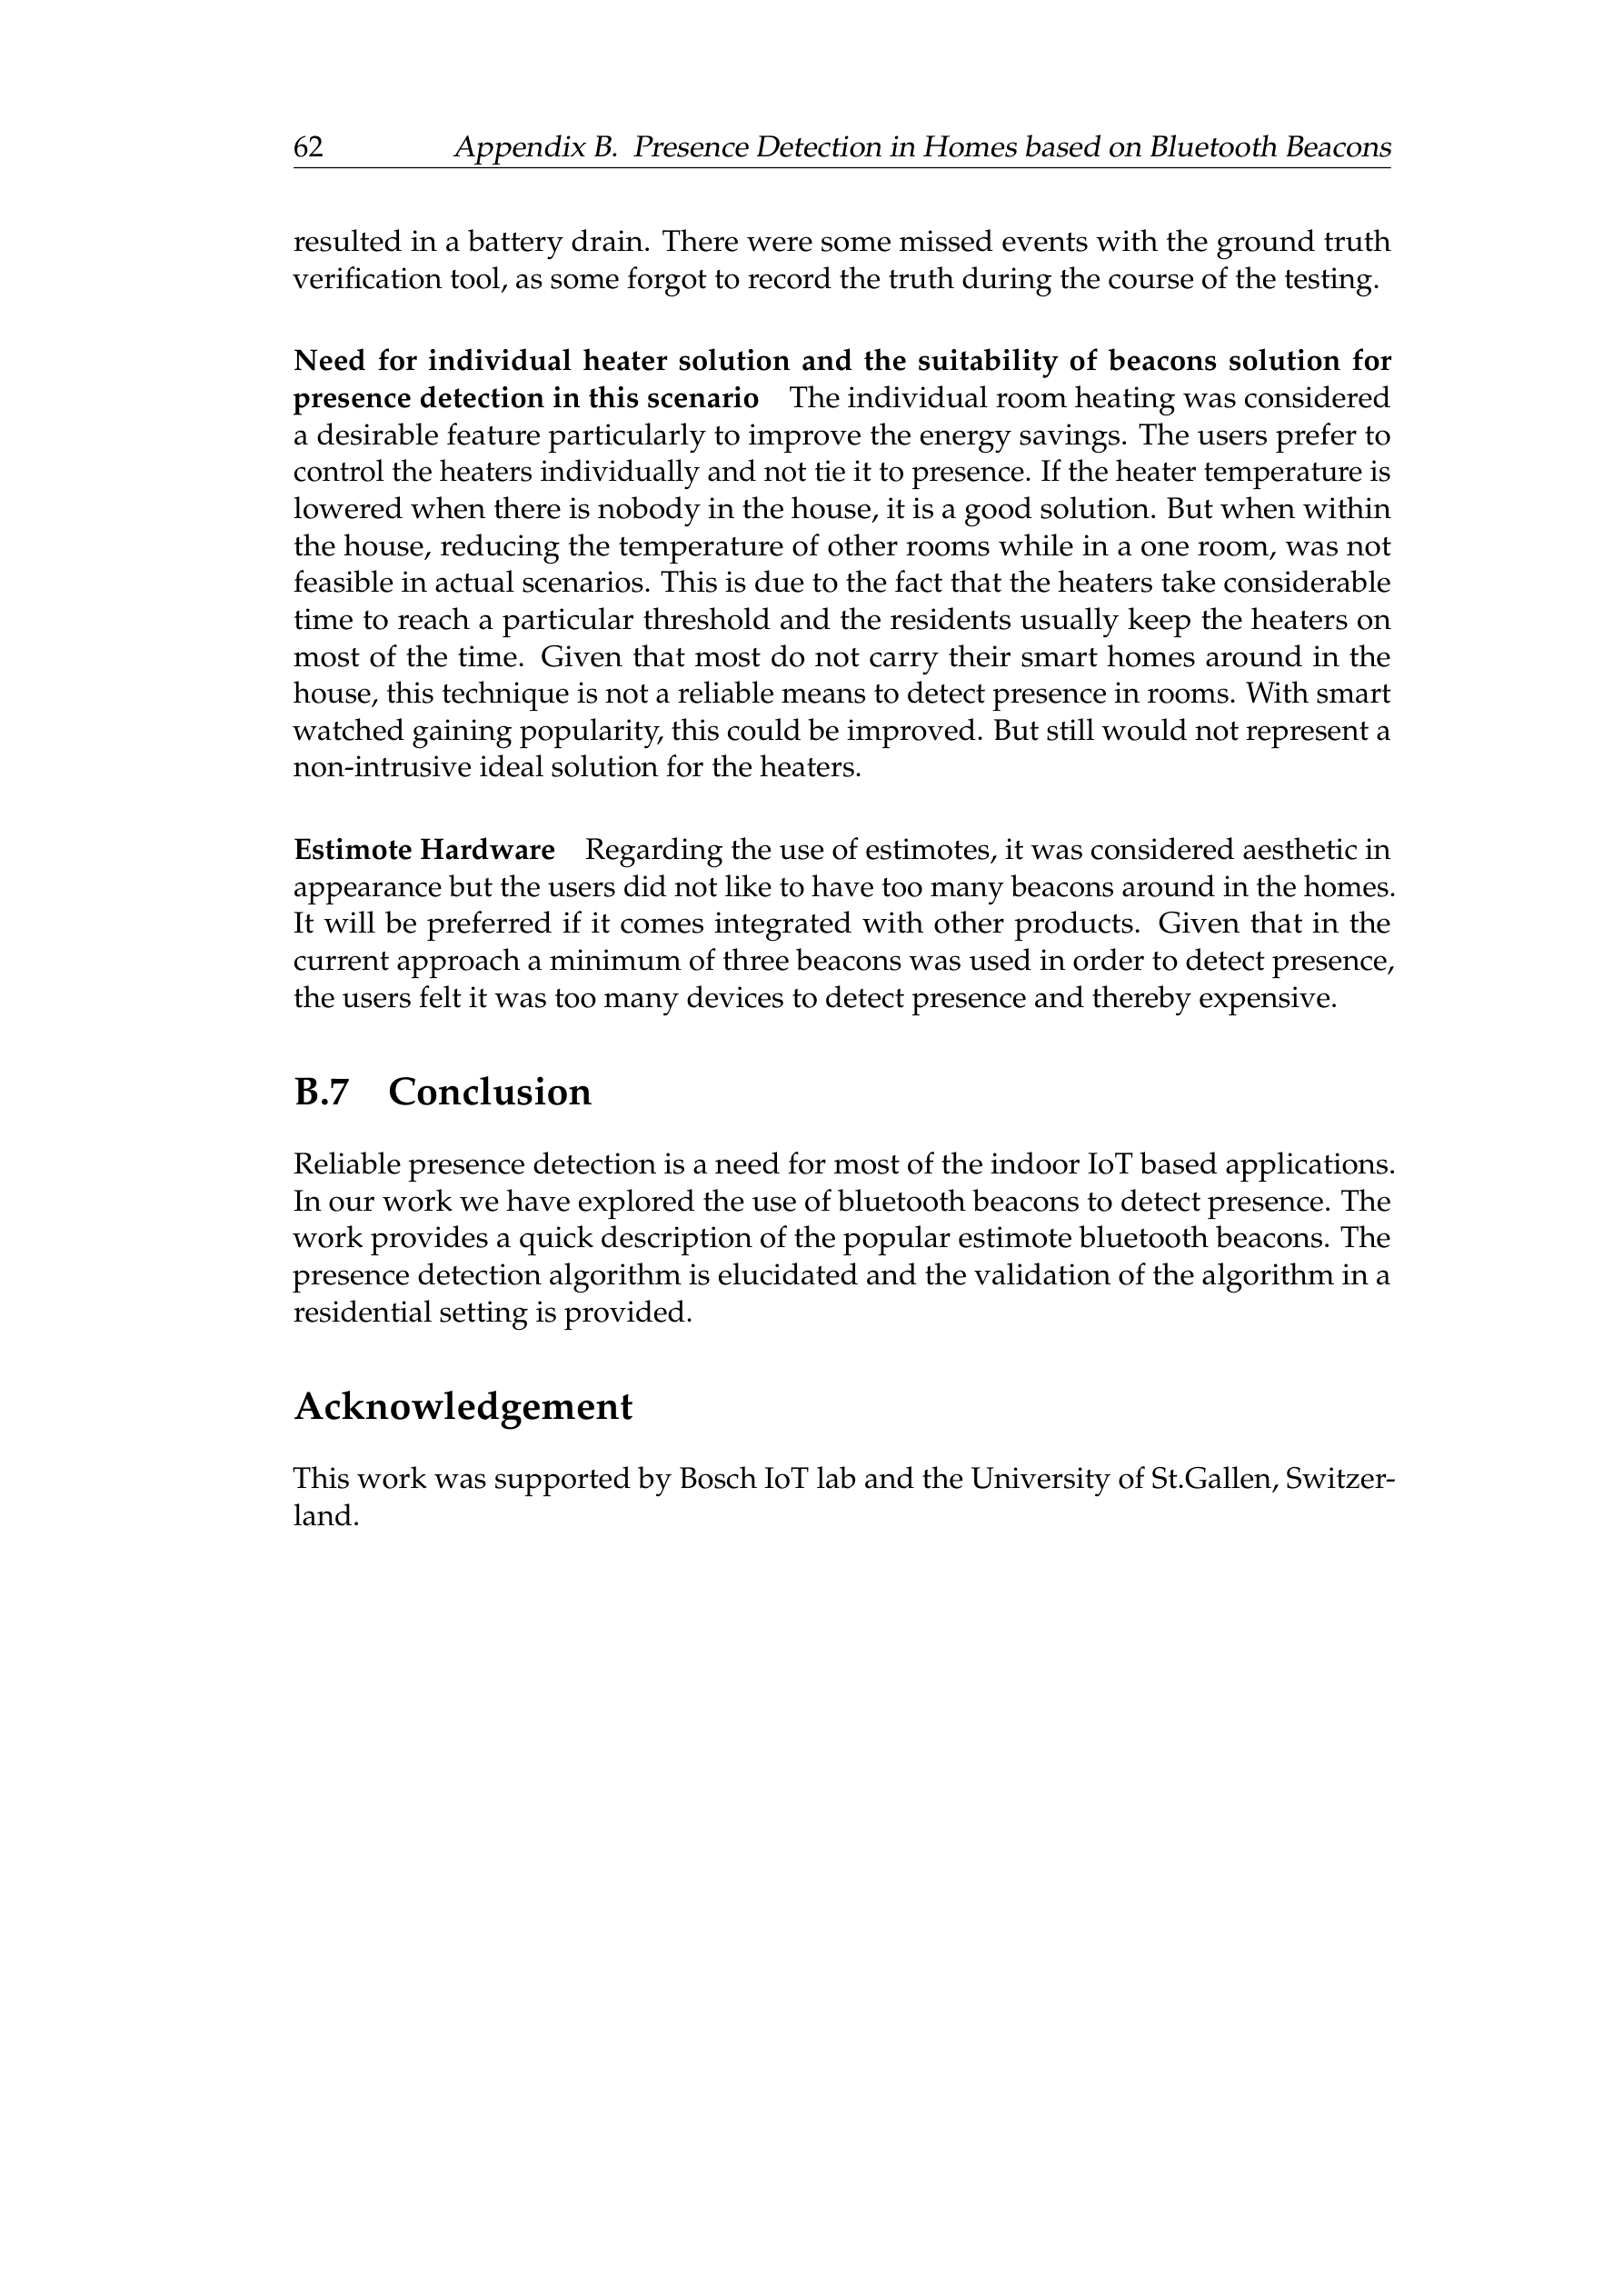 62 Appendix B. Presence Detection in Homes based on Bluetooth Beacons
resulted in a battery drain. There were some missed events with the ground truth
verification tool, as some forgot to record the truth during the course of the testing.
Need for individual heater solution and the suitability of beacons solution for
presence detection in this scenario The individual room heating was considered
a desirable feature particularly to improve the energy savings. The users prefer to
control the heaters individually and not tie it to presence. If the heater temperature is
lowered when there is nobody in the house, it is a good solution. But when within
the house, reducing the temperature of other rooms while in a one room, was not
feasible in actual scenarios. This is due to the fact that the heaters take considerable
time to reach a particular threshold and the residents usually keep the heaters on
most of the time. Given that most do not carry their smart homes around in the
house, this technique is not a reliable means to detect presence in rooms. With smart
watched gaining popularity, this could be improved. But still would not represent a
non-intrusive ideal solution for the heaters.
Estimote Hardware Regarding the use of estimotes, it was considered aesthetic in
appearance but the users did not like to have too many beacons around in the homes.
It will be preferred if it comes integrated with other products. Given that in the
current approach a minimum of three beacons was used in order to detect presence,
the users felt it was too many devices to detect presence and thereby expensive.
B.7 Conclusion
Reliable presence detection is a need for most of the indoor IoT based applications.
In our work we have explored the use of bluetooth beacons to detect presence. The
work provides a quick description of the popular estimote bluetooth beacons. The
presence detection algorithm is elucidated and the validation of the algorithm in a
residential setting is provided.
Acknowledgement
This work was supported by Bosch IoT lab and the University of St.Gallen, Switzer-
land.